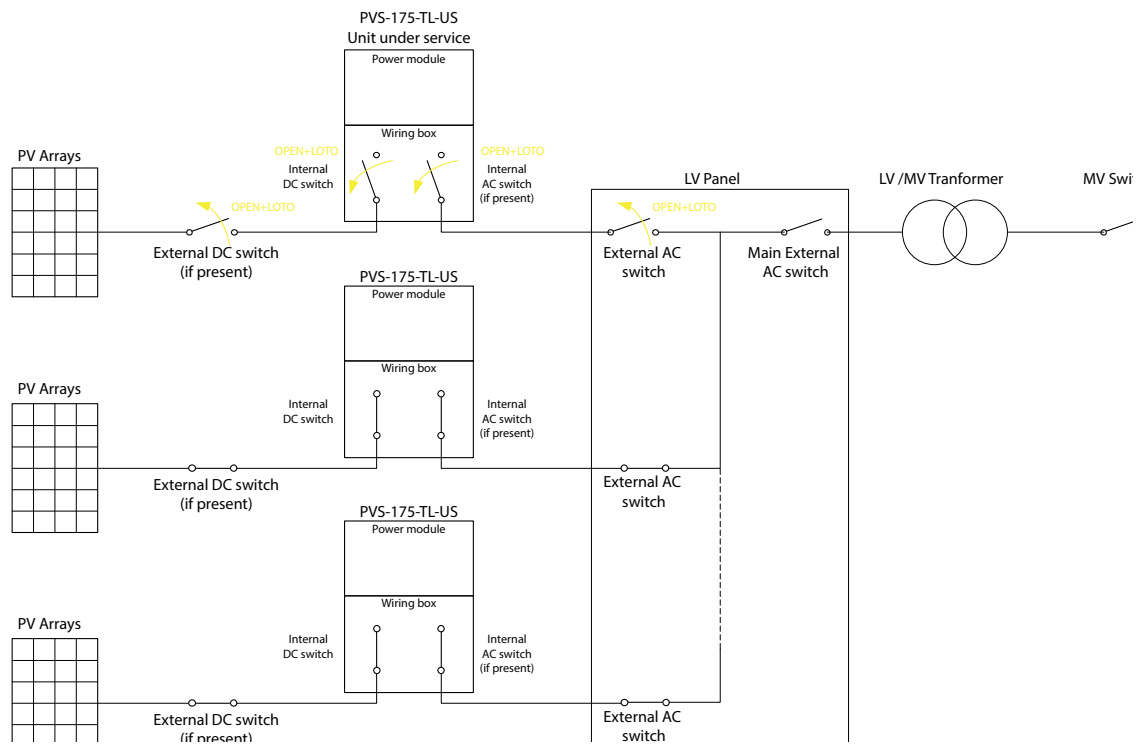 PVS-175-TL-US
Unit under service
Power module
Wiring box
OPEN+LOTO
Internal
DC switch
OPEN+LOTO
Internal
AC switch
(if present)
PV Arrays
OPEN+LOTO
External DC switch
(if present)
LV Panel
OPEN+LOTO
External AC
switch
Main External
AC switch
LV /MV Tranformer
PVS-175-TL-US
Power module
Wiring box
Internal
DC switch
Internal
AC switch
(if present)
PV Arrays
External DC switch
(if present)
External AC
switch
PVS-175-TL-US
Power module
Wiring box
Internal
DC switch
Internal
AC switch
(if present)
PV Arrays
External DC switch
(if present)
External AC
switch
MV Swit